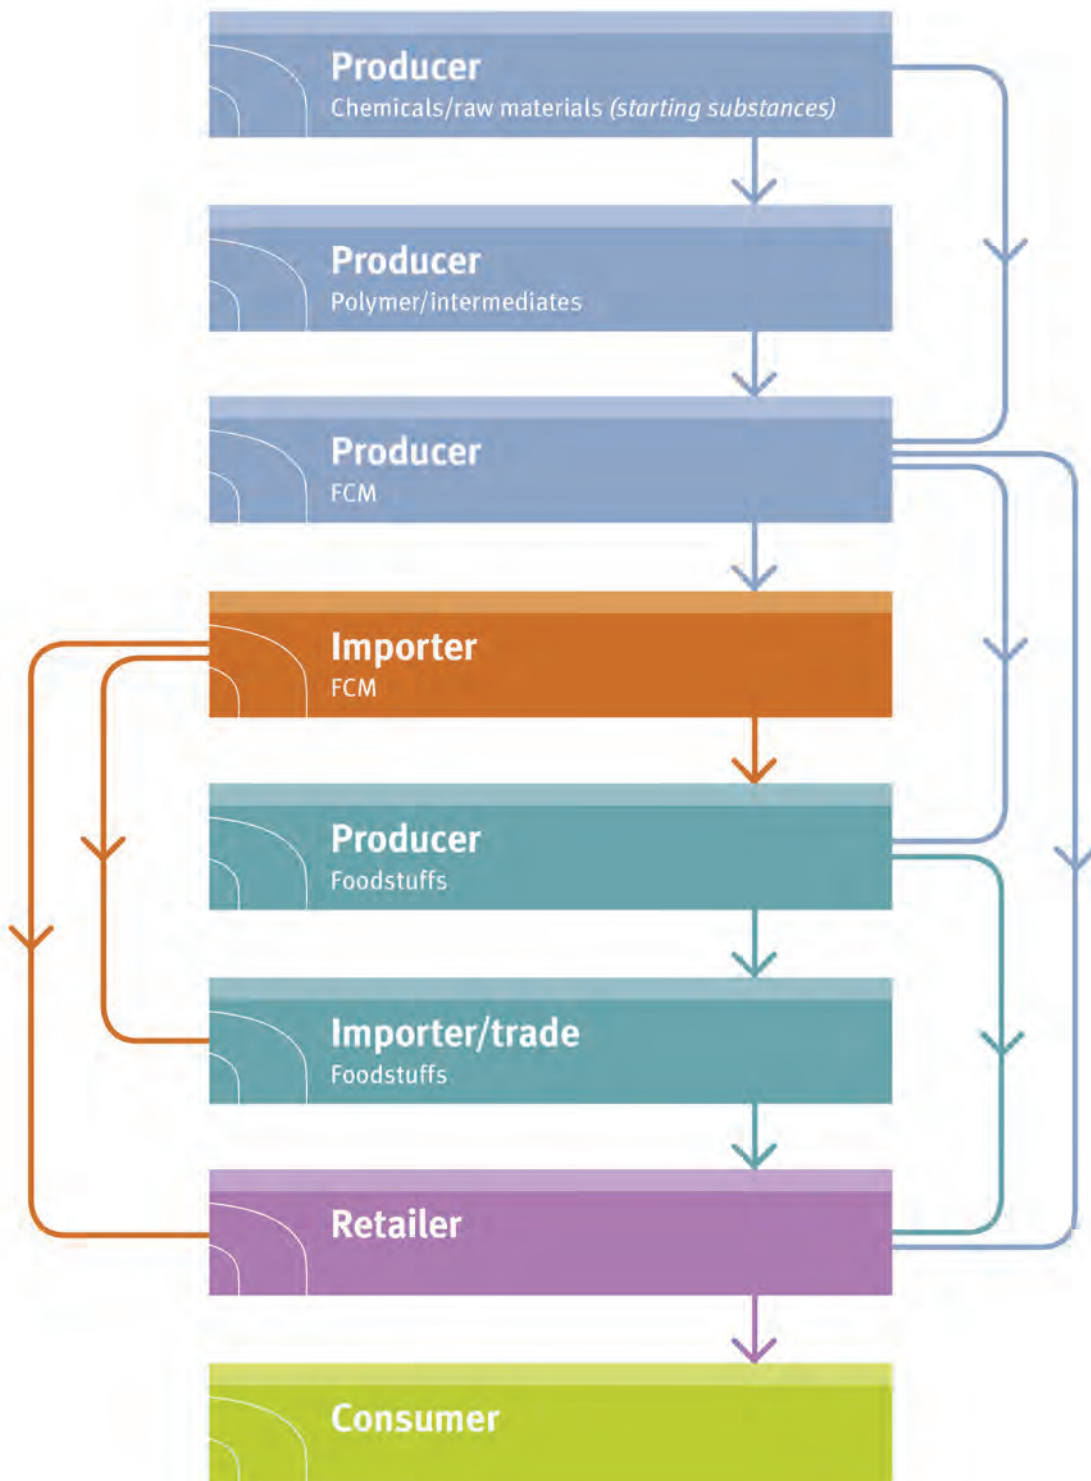 Producer
Chemicals/raw materials (starting substances)
Producer
Polymer/intermediates
Producer
FCM
Importer
FCM
Producer
Foodstuffs
Importer/trade
Foodstuffs
Retailer
Consumer